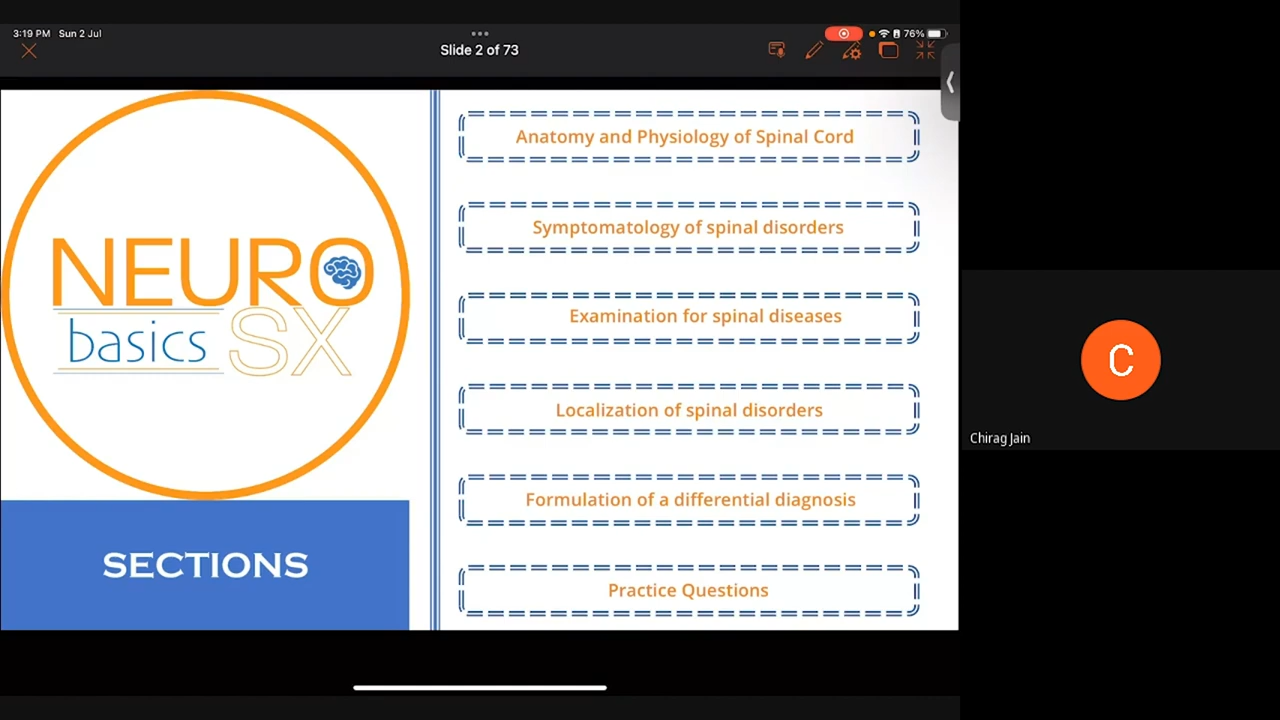 3:19 PM Sun 2 Jul
76%
Slide 2 of 73
NEURO
basics SX
SECTIONS
Anatomy and Physiology of Spinal Cord
Symptomatology of spinal disorders
Examination for spinal diseases
Localization of spinal disorders
Formulation of a differential diagnosis
Practice Questions
C
Chirag Jain